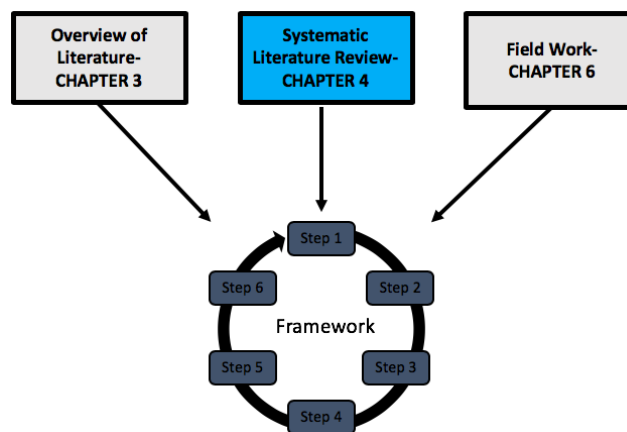 Overview of
Literature-
CHAPTER 3
Systematic
Literature Review-
CHAPTER 4
Field Work-
CHAPTER 6
Step 1
Step 6
Step 2
Framework
Step 5
Step 3
Step 4